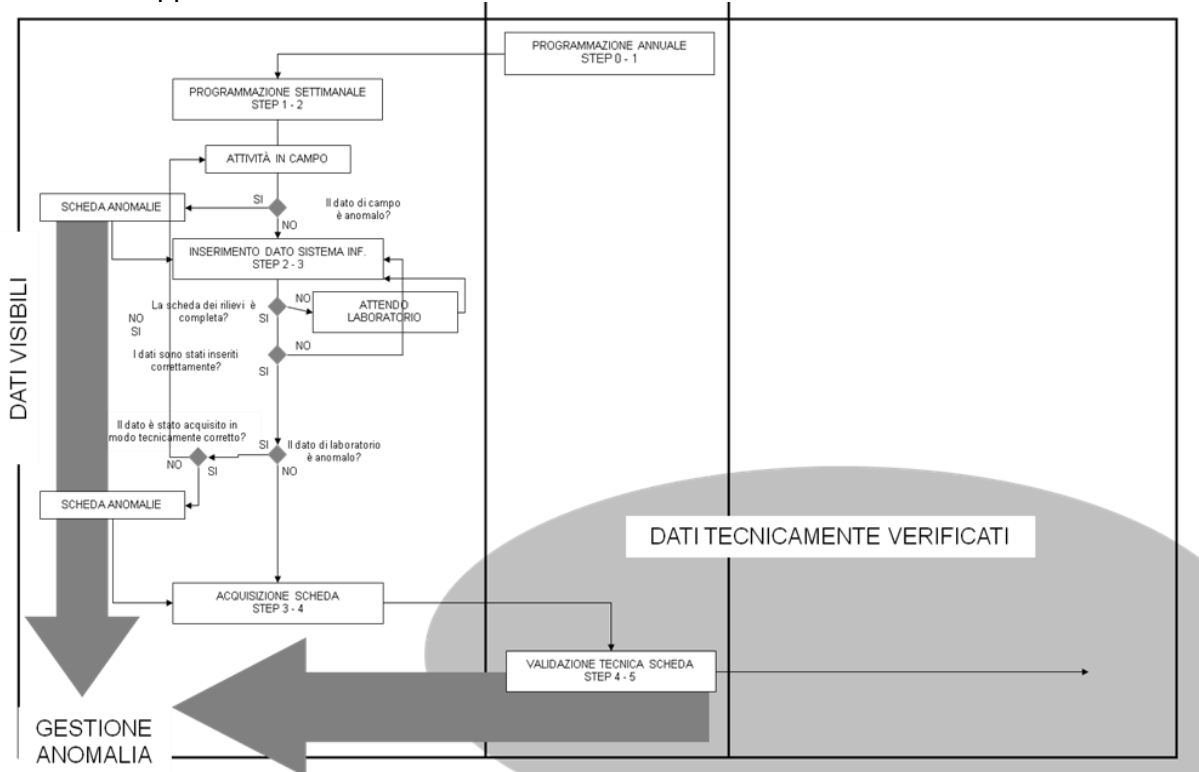 PROGRAMMAZIONE ANNUALE
STEP 0 - 1
PROGRAMMAZIONE SETTIMANALE
STEP 1 - 2
ATTIVITÀ IN CAMPO
SCHEDA ANOMALIE
SI
Il dato di campo
è anomalo?
NO
INSERIMENTO DATO SISTEMA INF.
STEP 2 - 3
La scheda dei rilievi è
completa?
NO
SI
ATTENDO
LABORATORIO
NO
SI
I dati sono stati inseriti
correttamente?
NO
SI
DATI VISIBILI
Il dato è stato acquisito in
modo tecnicamente corretto?
SI
Il dato di laboratorio
è anomalo?
NO
SI
NO
SCHEDA ANOMALIE
DATI TECNICAMENTE VERIFICATI
ACQUISIZIONE SCHEDA
STEP 3 - 4
VALIDAZIONE TECNICA SCHEDA
STEP 4 - 5
GESTIONE
ANOMALIA